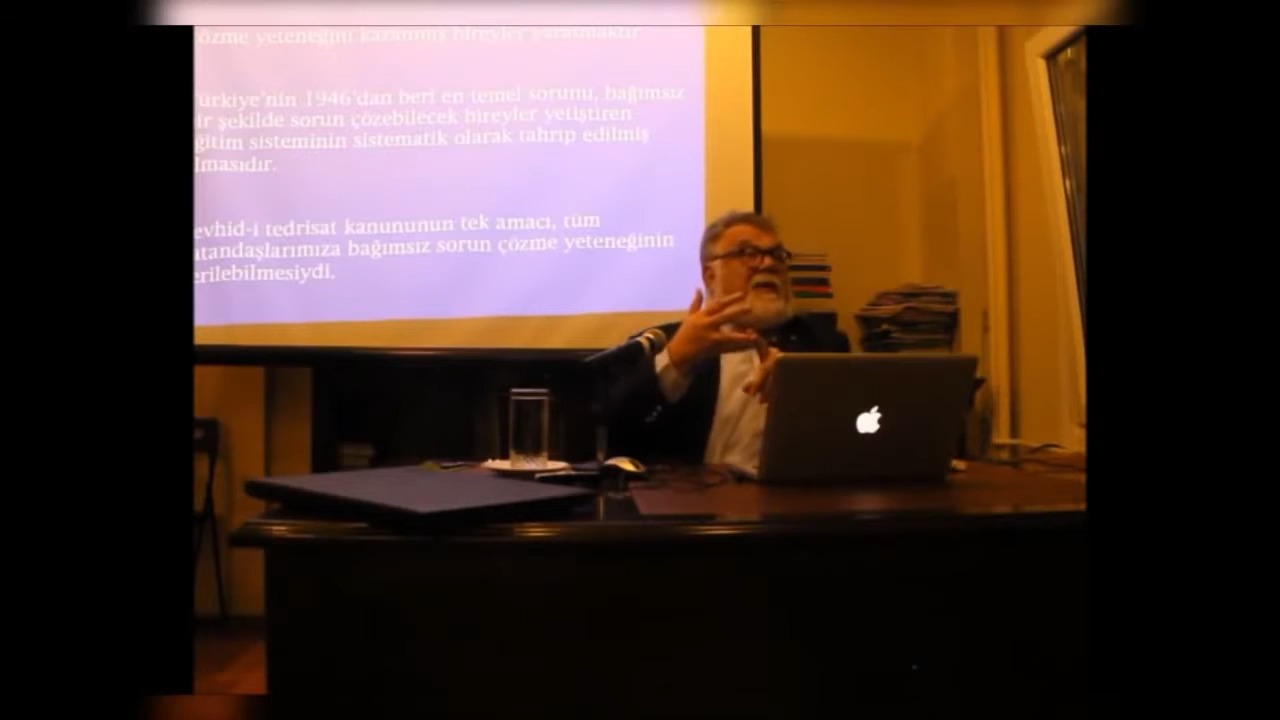 özme yeteneğini kazanmış bireyler yaratmaktır
ürkiye'nin 1946'dan beri en temel sorunu, bağımsız
ir şekilde sorun çözebilecek bireyler yetiştiren
ğitim sisteminin sistematik olarak tahrip edilmiş
lmasıdır.
evhid-i tedrisat kanununun tek amacı, tüm
atandaşlarımıza bağımsız sorun çözme yeteneğinin
erilebilmesiydi.